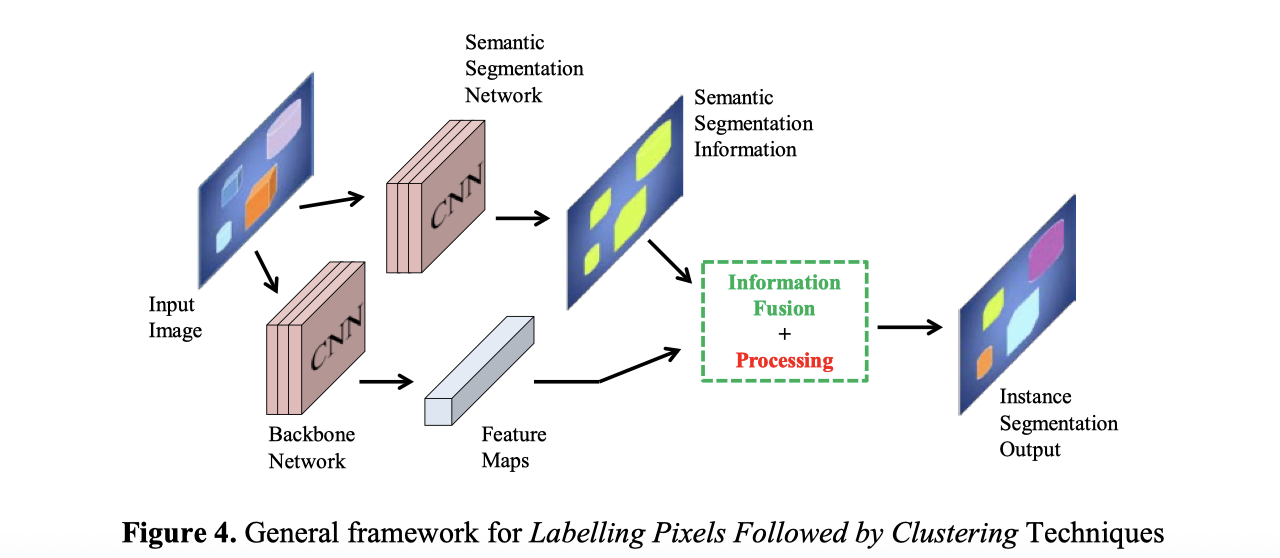 Semantic
Segmentation
Network
Semantic
Segmentation
Information
CNN
Input
Image
Information
Fusion
+
Processing
CNN
Backbone
Network
Feature
Maps
Instance
Segmentation
Output
Figure 4. General framework for Labelling Pixels Followed by Clustering Techniques